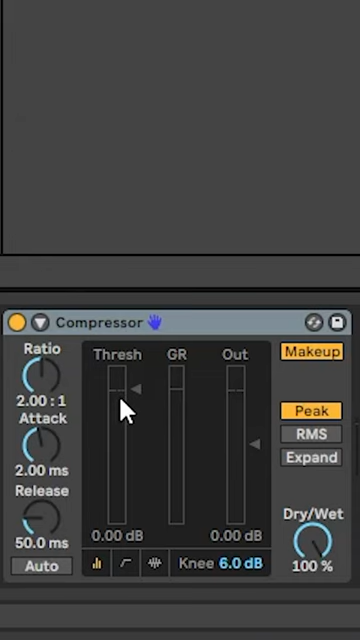 Compressor
Ratio
2.00 : 1
Attack
2.00 ms
Release
50.0 ms
Auto
Thresh GR Out
0.00 dB 0.00 dB
Knee 6.0 dB
Makeup
Peak
RMS
Expand
Dry/Wet
100 %